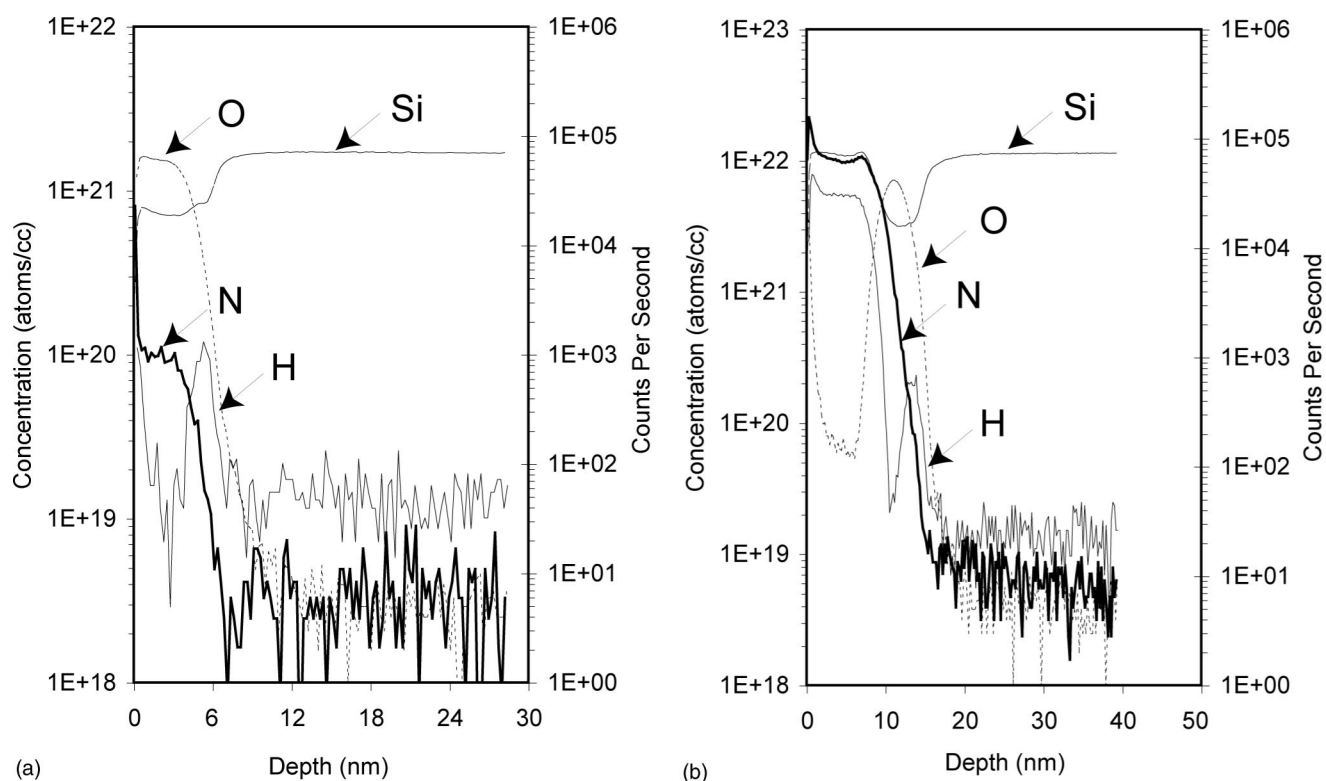 1E+22
1E+21
1E+20
1E+19
1E+18
Concentration (atoms/cc)
1E+06
1E+05
1E+04
1E+03
1E+02
1E+01
1E+00
Counts Per Second
O
Si
N
H
0 6 12 18 24 30
Depth (nm)
(a)
1E+23
1E+22
1E+21
1E+20
1E+19
1E+18
Concentration (atoms/cc)
1E+06
1E+05
1E+04
1E+03
1E+02
1E+01
1E+00
Counts Per Second
Si
O
N
H
0 10 20 30 40 50
Depth (nm)
(b)